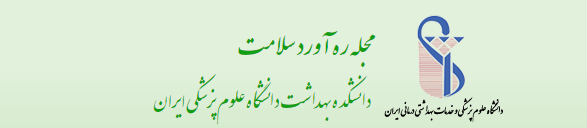 مجله ره آورد سلامت
دانشکده بهداشت دانشگاه علوم پزشکی ایران
دانشگاه علوم پزشکی و خدمات بهداشتی درمانی ایران